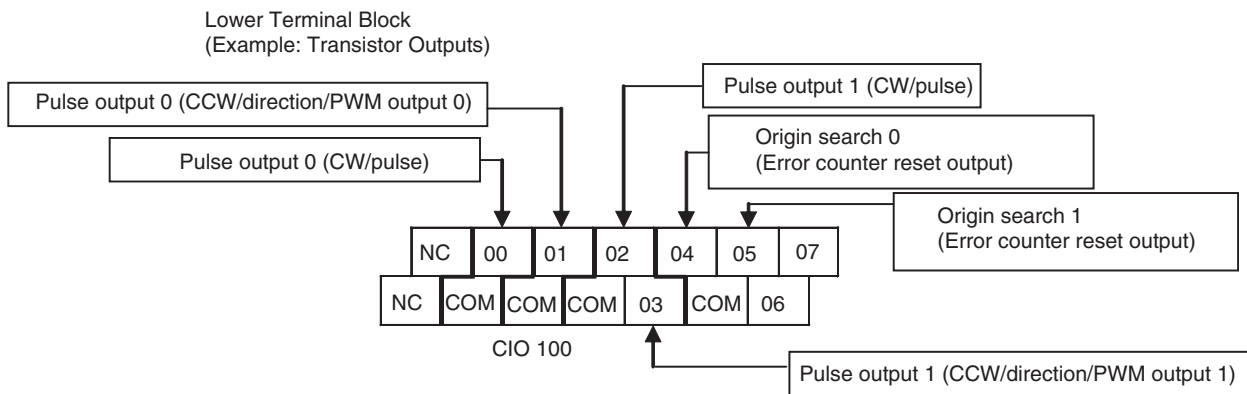 Lower Terminal Block
(Example: Transistor Outputs)
Pulse output 0 (CCW/direction/PWM output 0)
Pulse output 1 (CW/pulse)
Pulse output 0 (CW/pulse)
Origin search 0
(Error counter reset output)
Origin search 1
(Error counter reset output)
NC 00 01 02 04 05 07
NC COM COM COM 03 COM 06
CIO 100
Pulse output 1 (CCW/direction/PWM output 1)